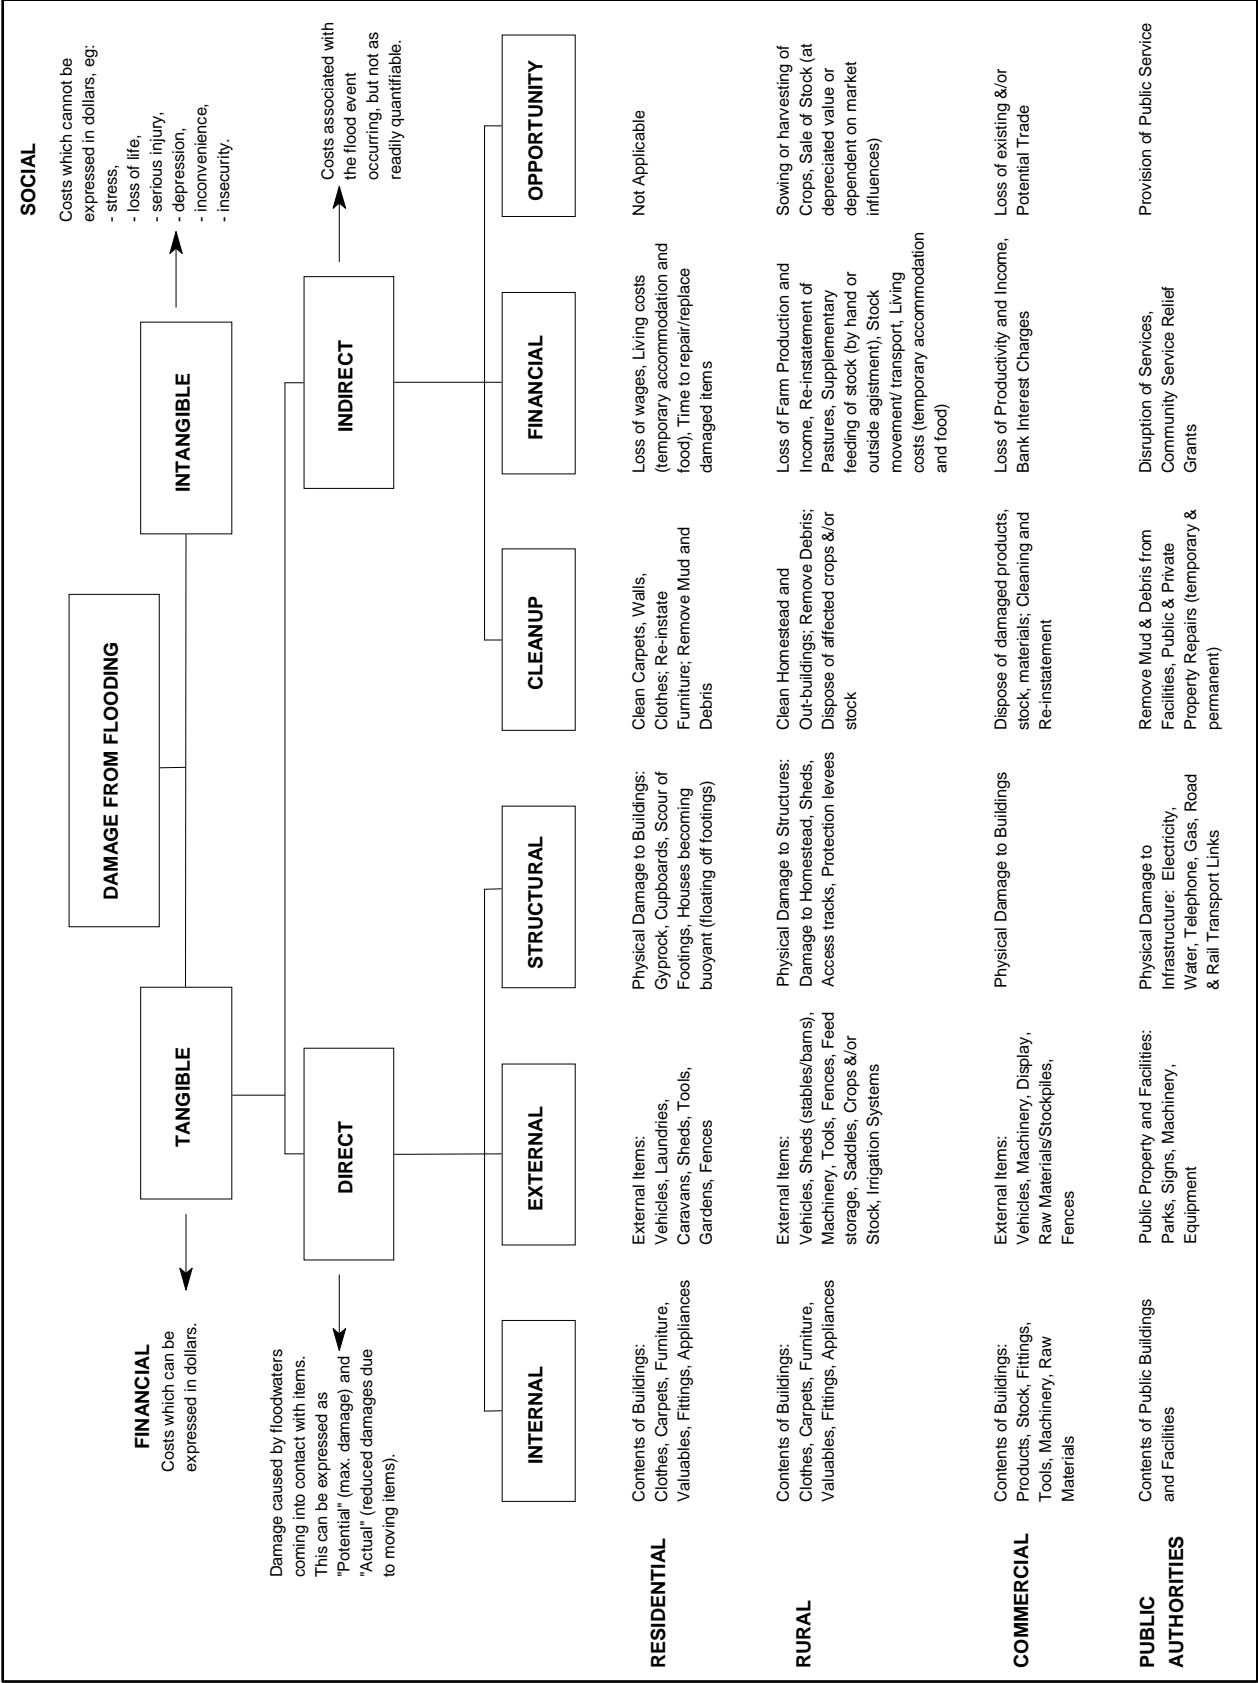 DAMAGE FROM FLOODING
FINANCIAL
Costs which can be
expressed in dollars.
TANGIBLE
INTANGIBLE
SOCIAL
Costs which cannot be
expressed in dollars, eg:
- stress,
- loss of life,
- serious injury,
- depression,
- inconvenience,
- insecurity.
Damage caused by floodwaters
coming into contact with items.
This can be expressed as
"Potential" (max. damage) and
"Actual" (reduced damages due
to moving items).
DIRECT
INDIRECT
Costs associated with
the flood event
occurring, but not as
readily quantifiable.
INTERNAL
EXTERNAL
STRUCTURAL
CLEANUP
FINANCIAL
OPPORTUNITY
RESIDENTIAL
Contents of Buildings:
Clothes, Carpets, Furniture,
Valuables, Fittings, Appliances
External Items:
Vehicles, Laundries,
Caravans, Sheds, Tools,
Gardens, Fences
Physical Damage to Buildings:
Gyprock, Cupboards, Scour of
Footings, Houses becoming
buoyant (floating off footings)
Clean Carpets, Walls,
Clothes; Re-instate
Furniture; Remove Mud and
Debris
Loss of wages, Living costs
(temporary accommodation and
food), Time to repair/replace
damaged items
Not Applicable
RURAL
Contents of Buildings:
Clothes, Carpets, Furniture,
Valuables, Fittings, Appliances
External Items:
Vehicles, Sheds (stables/barns),
Machinery, Tools, Fences, Feed
storage, Saddles, Crops &/or
Stock, Irrigation Systems
Physical Damage to Structures:
Damage to Homestead, Sheds,
Access tracks, Protection levees
Clean Homestead and
Out-buildings; Remove Debris;
Dispose of affected crops &/or
stock
Loss of Farm Production and
Income, Re-instatement of
Pastures, Supplementary
feeding of stock (by hand or
outside agistment), Stock
movement/ transport, Living
costs (temporary accommodation
and food)
Sowing or harvesting of
Crops, Sale of Stock (at
depreciated value or
dependent on market
influences)
COMMERCIAL
Contents of Buildings:
Products, Stock, Fittings,
Tools, Machinery, Raw
Materials
External Items:
Vehicles, Machinery, Display,
Raw Materials/Stockpiles,
Fences
Physical Damage to Buildings
Dispose of damaged products,
stock, materials; Cleaning and
Re-instatement
Loss of Productivity and Income,
Bank Interest Charges
Loss of existing &/or
Potential Trade
PUBLIC
AUTHORITIES
Contents of Public Buildings
and Facilities
Public Property and Facilities:
Parks, Signs, Machinery,
Equipment
Physical Damage to
Infrastructure: Electricity,
Water, Telephone, Gas, Road
& Rail Transport Links
Remove Mud & Debris from
Facilities, Public & Private
Property Repairs (temporary &
permanent)
Disruption of Services,
Community Service Relief
Grants
Provision of Public Service